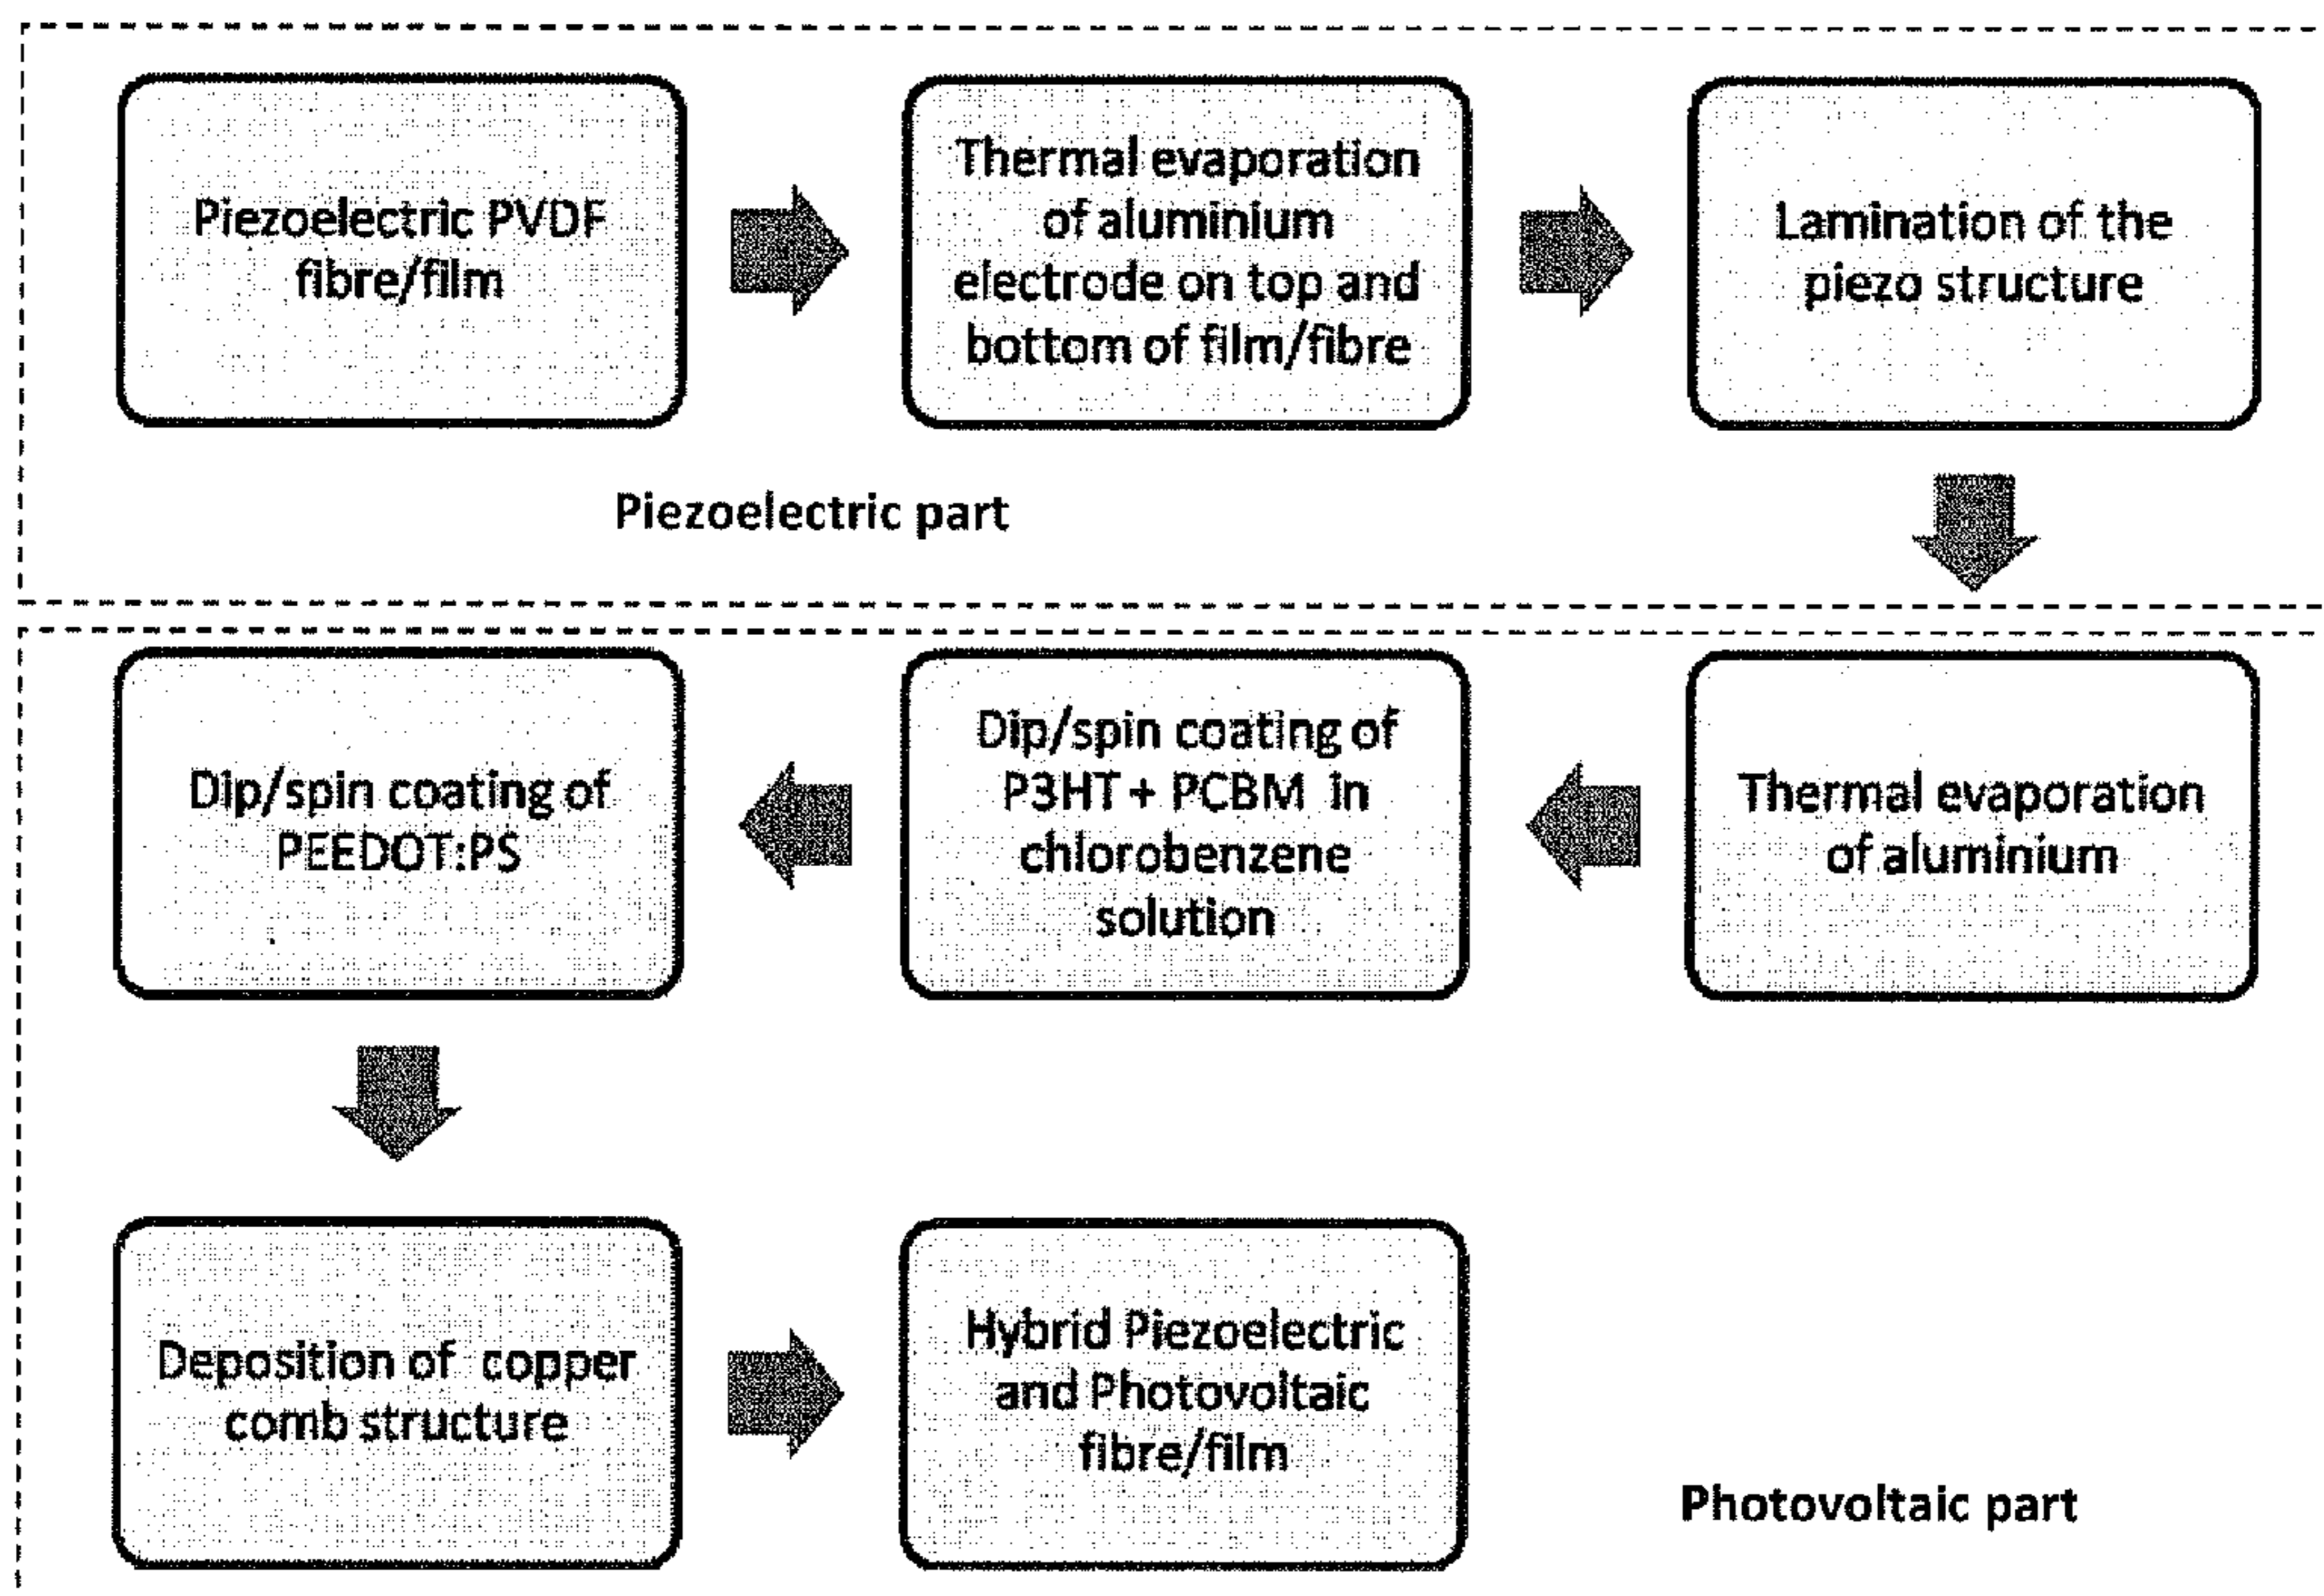 Piezoelectric PVDF
fibre/film
Thermal evaporation
of aluminium
electrode on top and
bottom of film/fibre
Lamination of the
piezo structure
Piezoelectric part
Thermal evaporation
of aluminium
Dip/spin coating of
P3HT + PCBM in
chlorobenzene
solution
Dip/spin coating of
PEEDOT:PS
Deposition of copper
comb structure
Hybrid Piezoelectric
and Photovoltaic
fibre/film
Photovoltaic part